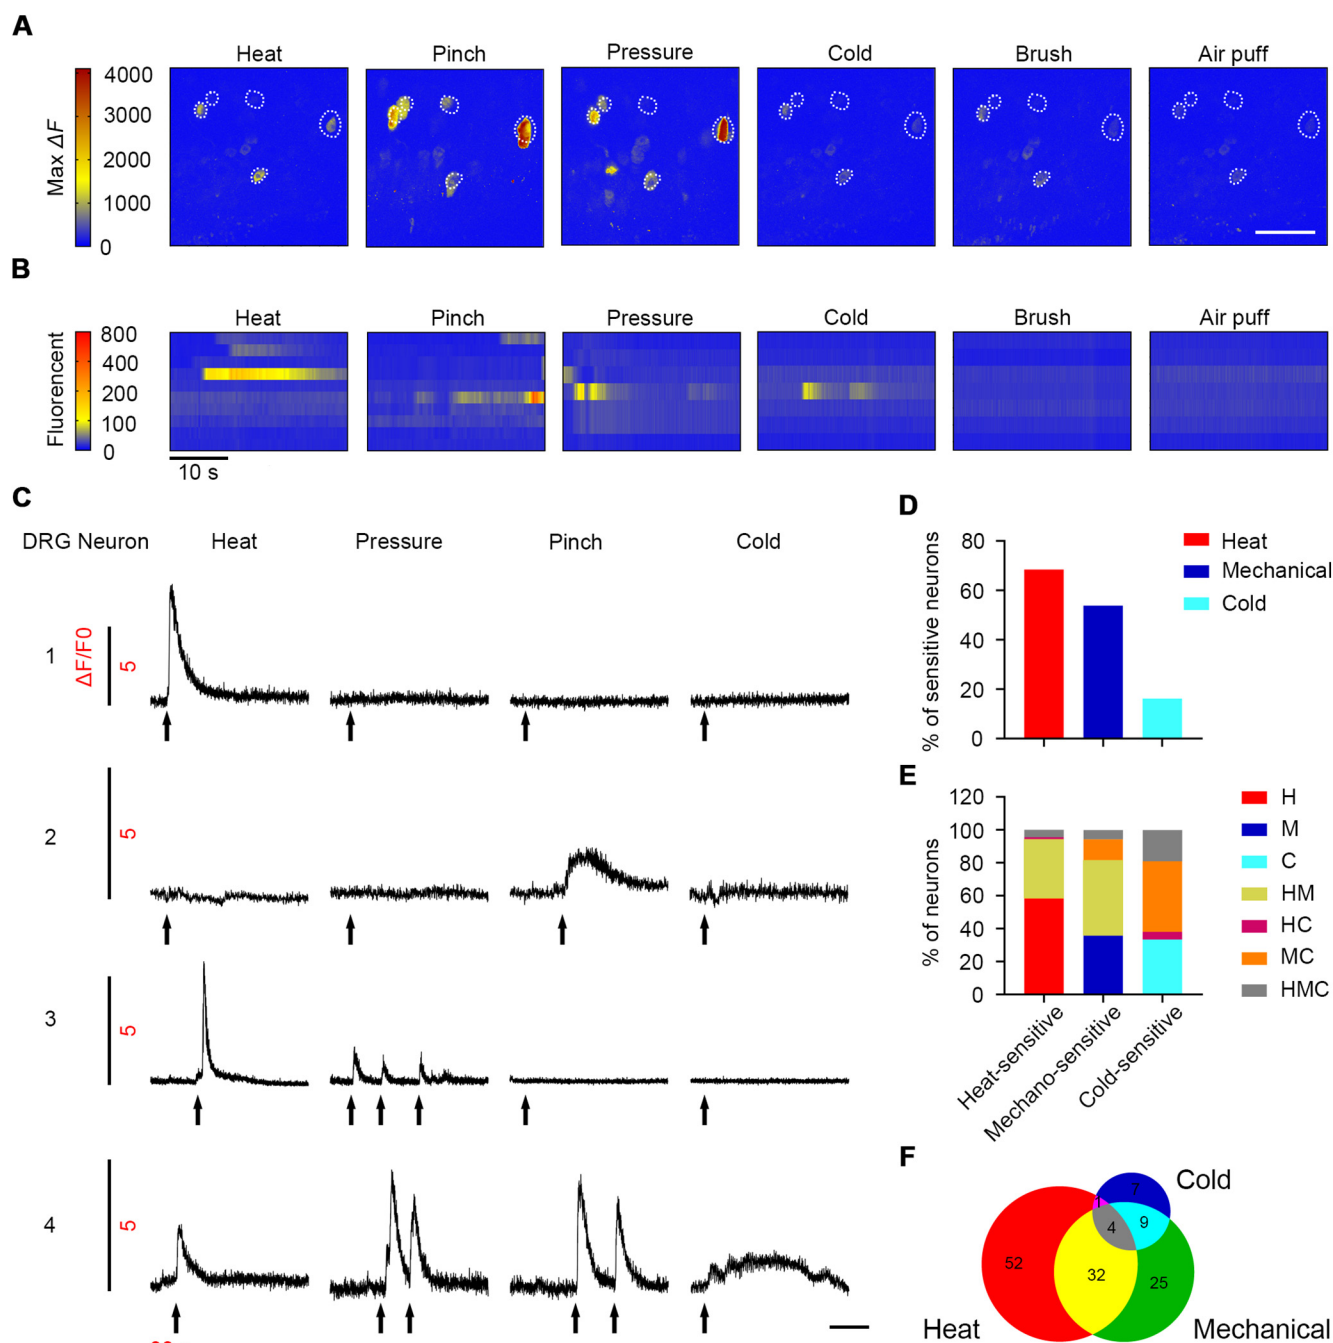 A
Heat Pinch Pressure Cold Brush Air puff
Max ΔF
4000
3000
2000
1000
0
B
Heat Pinch Pressure Cold Brush Air puff
Fluorescent
800
400
200
100
0
10 s
C
DRG Neuron Heat Pressure Pinch Cold
1
ΔF/F0
5
2
5
3
5
4
5
D
% of sensitive neurons
80
60
40
20
0
Heat
Mechanical
Cold
E
% of neurons
120
100
80
60
40
20
0
H
M
C
HM
HC
MC
HMC
Heat-sensitive
Mechano-sensitive
Cold-sensitive
F
Cold
1 7
4 9
52 32 25
Heat Mechanical